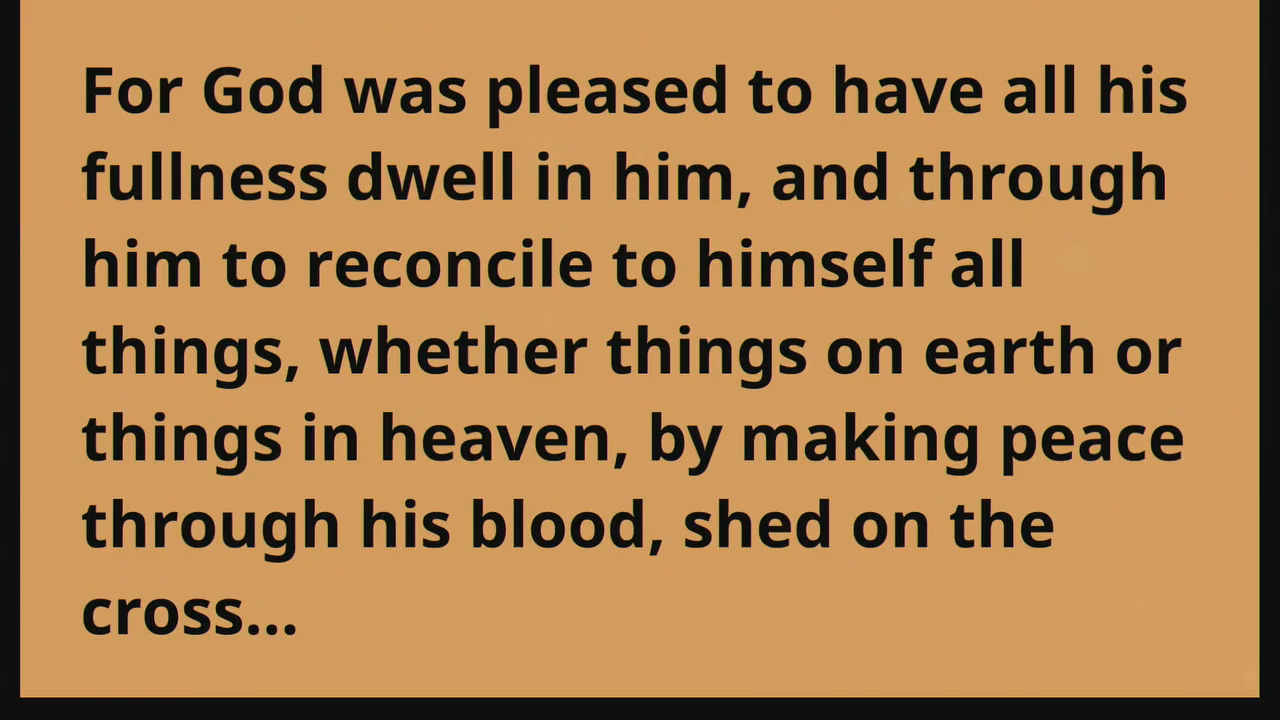 For God was pleased to have all his
fullness dwell in him, and through
him to reconcile to himself all
things, whether things on earth or
things in heaven, by making peace
through his blood, shed on the
cross...